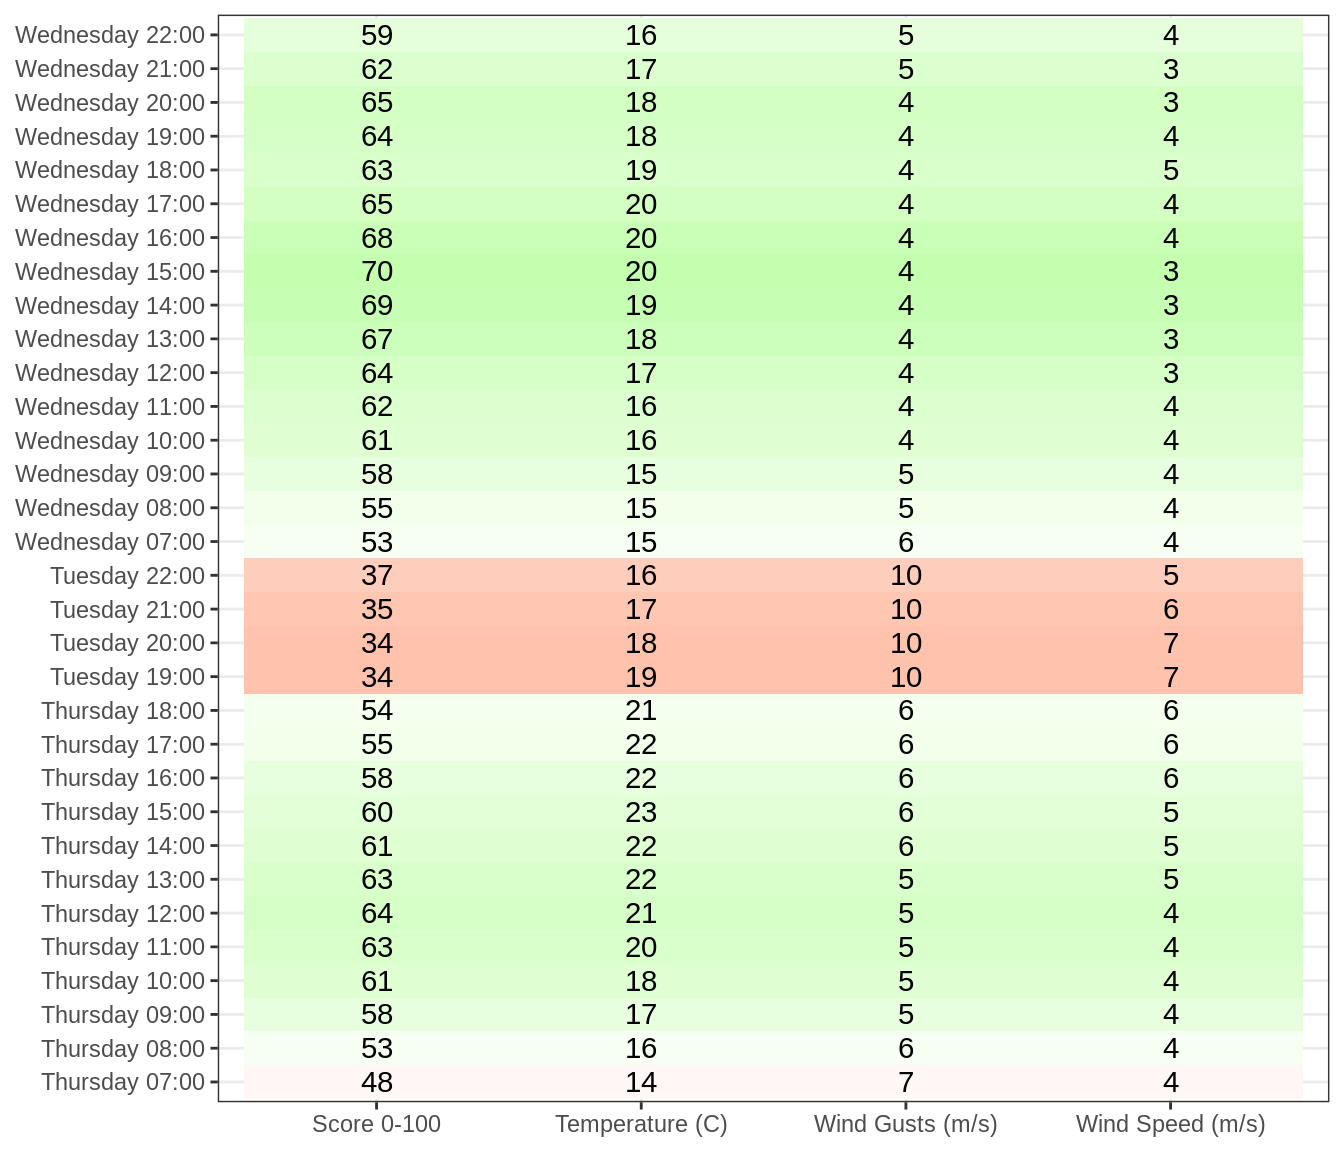 Wednesday 22:00 59 16 5 4
Wednesday 21:00 62 17 5 3
Wednesday 20:00 65 18 4 3
Wednesday 19:00 64 18 4 4
Wednesday 18:00 63 19 4 5
Wednesday 17:00 65 20 4 4
Wednesday 16:00 68 20 4 4
Wednesday 15:00 70 20 4 3
Wednesday 14:00 69 19 4 3
Wednesday 13:00 67 18 4 3
Wednesday 12:00 64 17 4 3
Wednesday 11:00 62 16 4 4
Wednesday 10:00 61 16 4 4
Wednesday 09:00 58 15 5 4
Wednesday 08:00 55 15 5 4
Wednesday 07:00 53 15 6 4
Tuesday 22:00 37 16 10 5
Tuesday 21:00 35 17 10 6
Tuesday 20:00 34 18 10 7
Tuesday 19:00 34 19 10 7
Thursday 18:00 54 21 6 6
Thursday 17:00 55 22 6 6
Thursday 16:00 58 22 6 6
Thursday 15:00 60 23 6 5
Thursday 14:00 61 22 6 5
Thursday 13:00 63 22 5 5
Thursday 12:00 64 21 5 4
Thursday 11:00 63 20 5 4
Thursday 10:00 61 18 5 4
Thursday 09:00 58 17 5 4
Thursday 08:00 53 16 6 4
Thursday 07:00 48 14 7 4
Score 0-100 Temperature (C) Wind Gusts (m/s) Wind Speed (m/s)